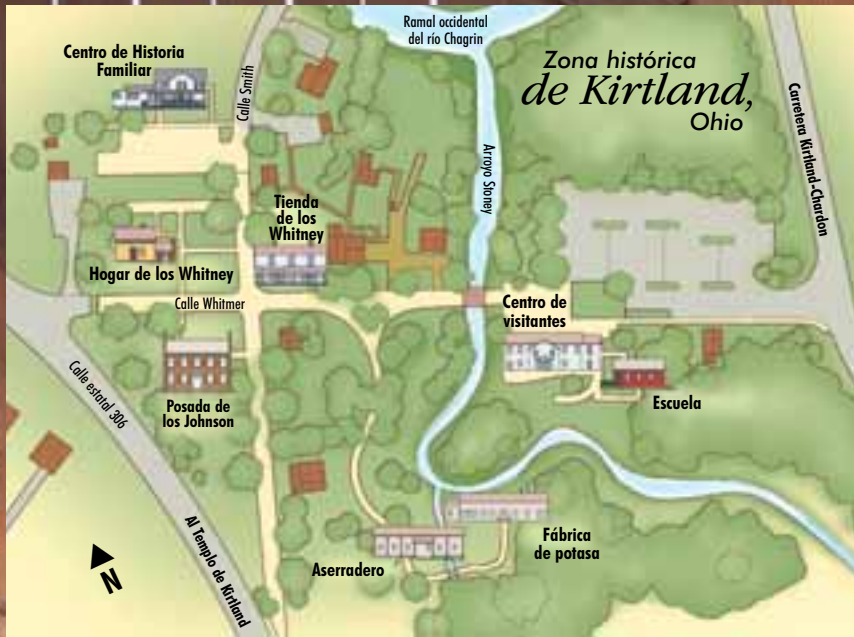 Ramal occidental
del río Chagrin
Zona histórica
de Kirtland,
Ohio
Centro de Historia
Familiar
Calle Smith
Carretera Kirtland-Chardon
Arroyo Stoney
Tienda
de los
Whitney
Hogar de los Whitney
Calle Whitmer
Centro de
visitantes
Escuela
Posada de
los Johnson
Calle estatal 306
Al Templo de Kirtland
Aserradero
Fábrica
de potasa
N